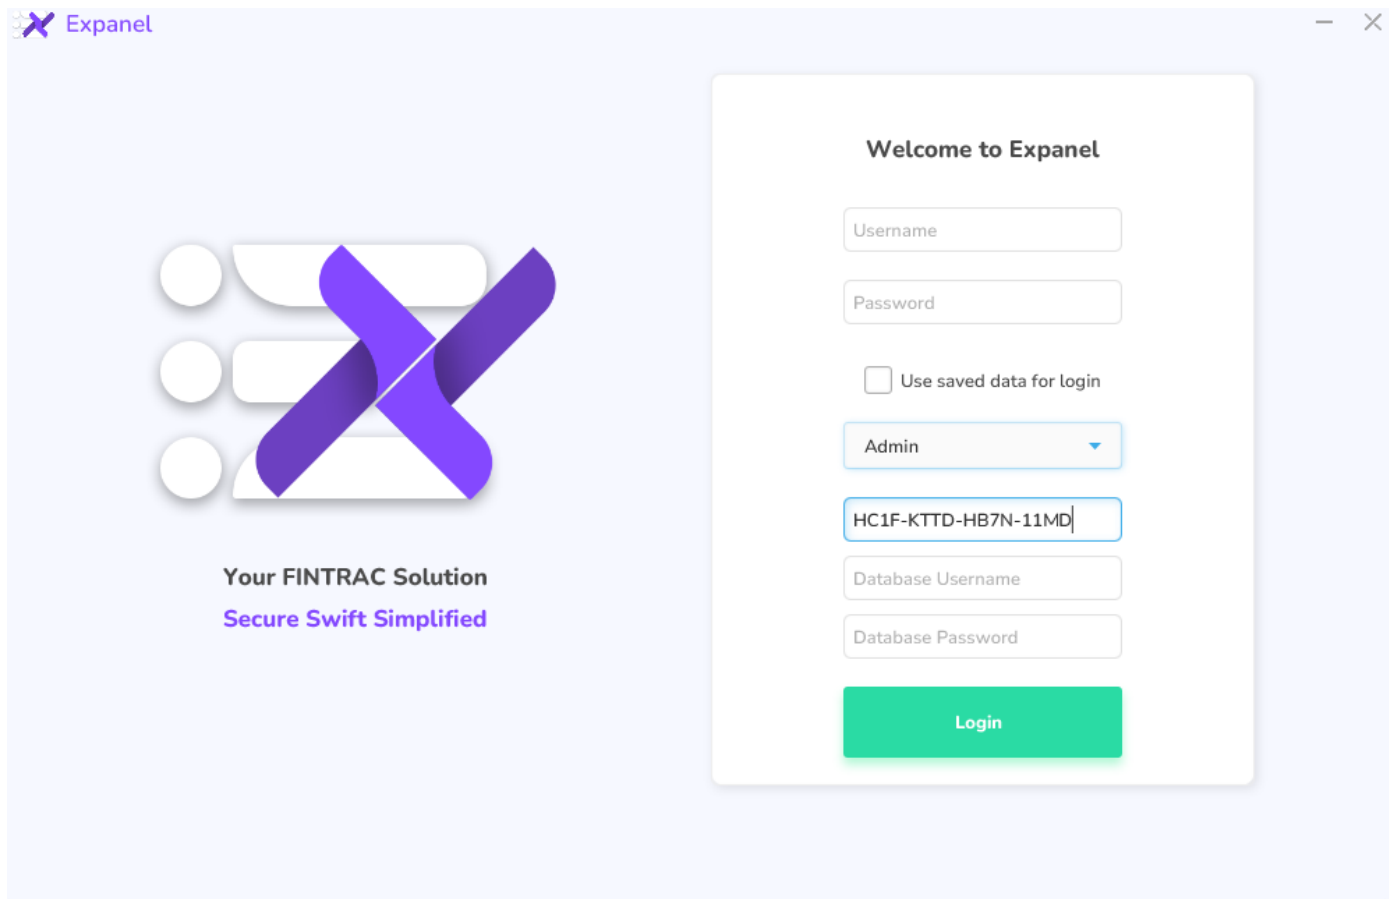 Expanel
Welcome to Expanel
Username
Password
Use saved data for login
Admin
HC1F-KTTD-HB7N-11MD
Database Username
Database Password
Login
Your FINTRAC Solution
Secure Swift Simplified